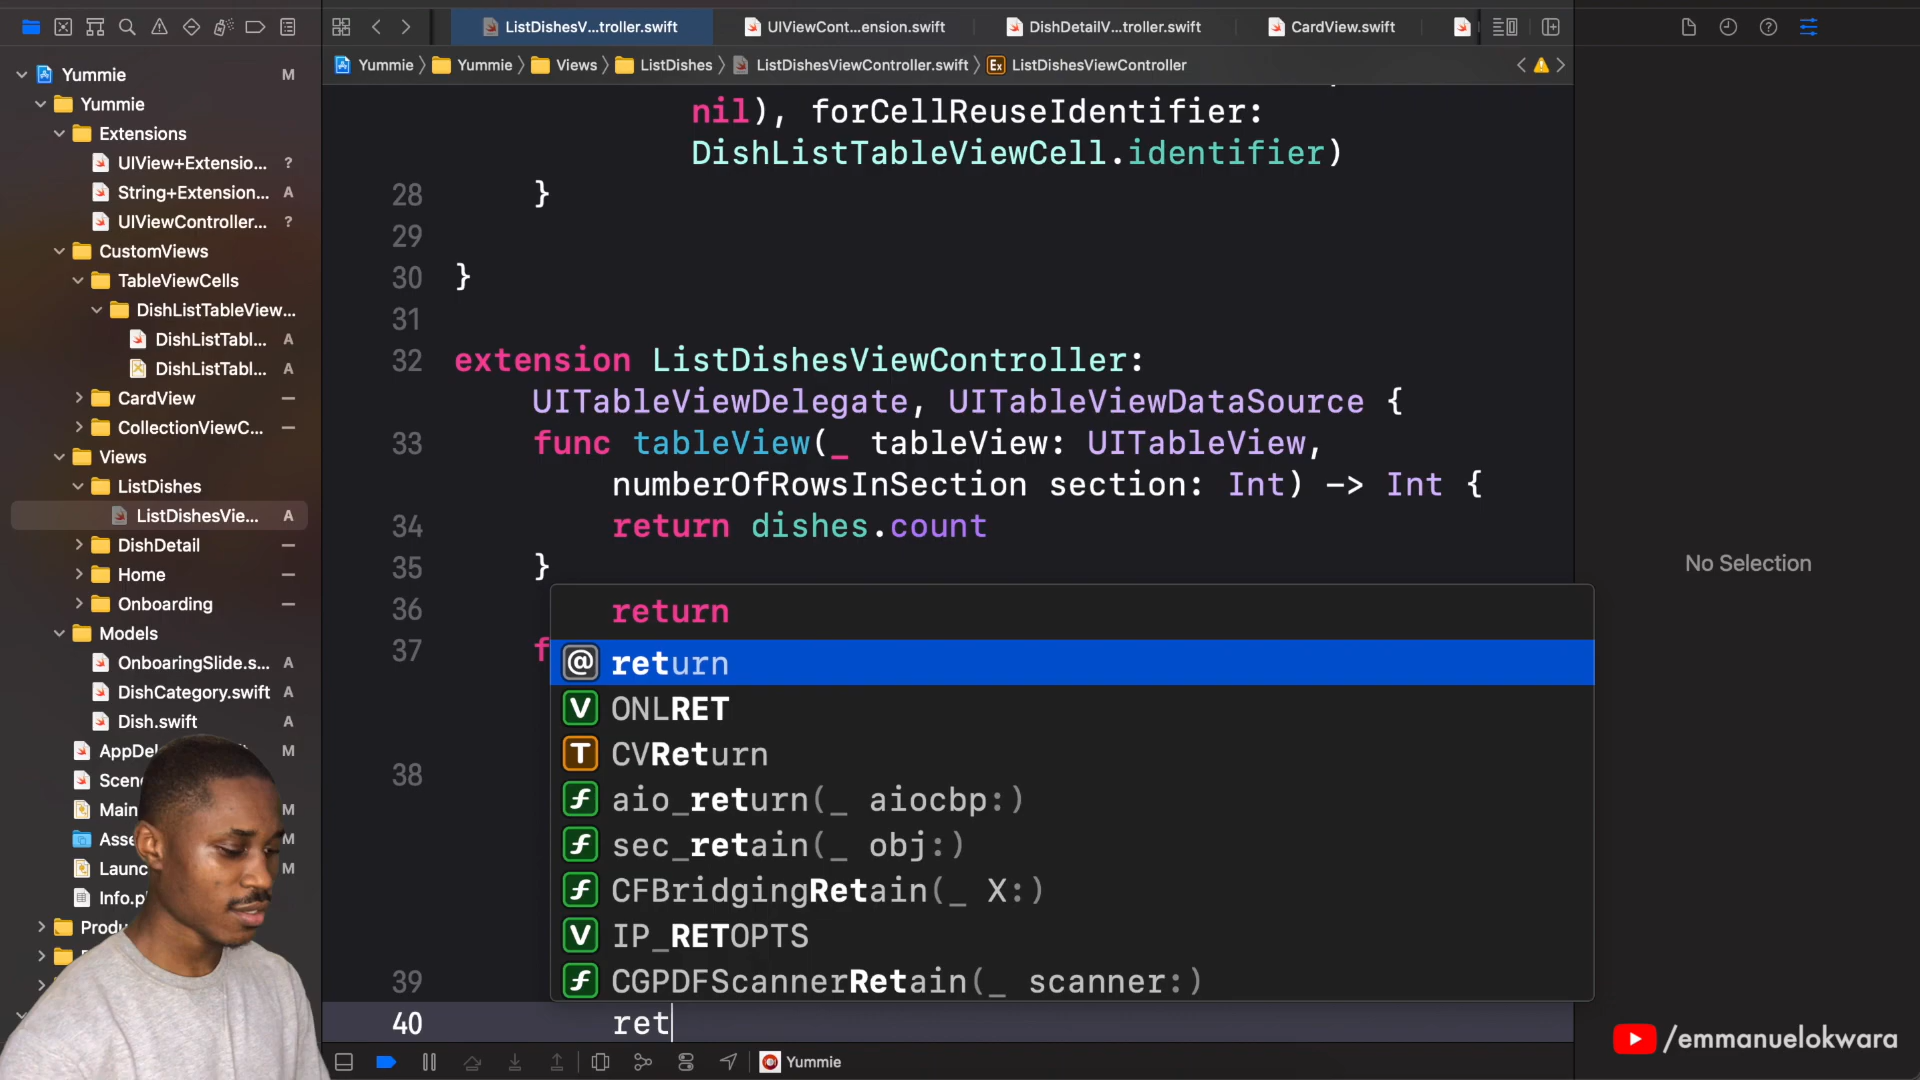 ListDishesV...troller.swift
UIViewCont...ension.swift
DishDetailV...troller.swift
CardView.swift
Yummie M
Yummie
Yummie
Views
ListDishes
ListDishesViewController.swift
Ex
ListDishesViewController
Yummie
Extensions
UIView+Extensio... ?
String+Extension... A
UIViewController... ?
CustomViews
TableViewCells
DishListTableView...
DishListTabl... A
DishListTabl... A
CardView
CollectionViewC...
Views
ListDishes
ListDishesVie... A
DishDetail
Home
Onboarding
Models
OnboaringSlide.s... A
DishCategory.swift A
Dish.swift A
M
Main M
M
M
nil), forCellReuseIdentifier:
DishListTableViewCell.identifier)
28 }
29
30 }
31
32 extension ListDishesViewController:
UITableViewDelegate, UITableViewDataSource {
33 func tableView(_ tableView: UITableView,
numberOfRowsInSection section: Int) -> Int {
34 return dishes.count
35 }
36
37
38
39
40 ret
return
@ return
V ONLRET
T CVReturn
f aio_return(_ aiocbp:)
f sec_retain(_ obj:)
f CFBridgingRetain(_ X:)
V IP_RETOPTS
f CGPDFScannerRetain(_ scanner:)
No Selection
Yummie
/emmanuelokwara